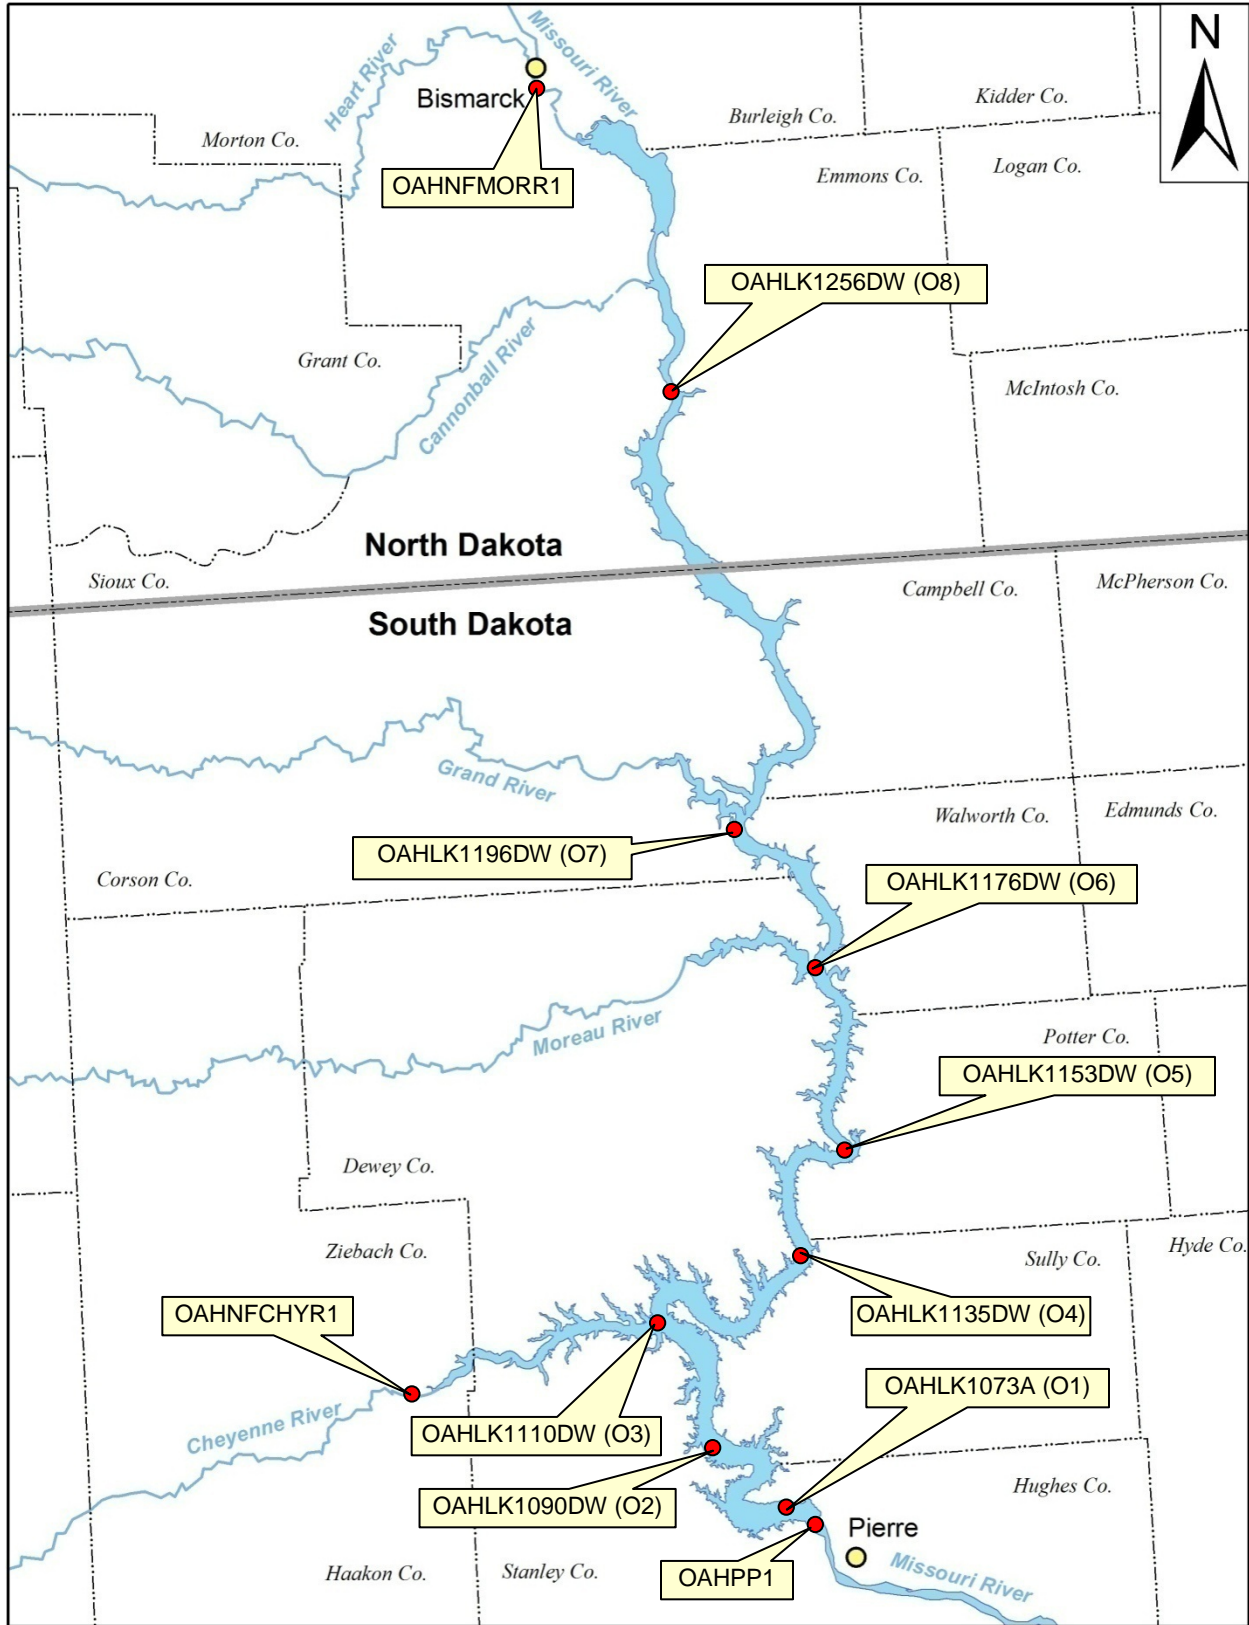 N
Missouri River
Heart River
Bismarck
Kidder Co.
Burleigh Co.
Morton Co.
Logan Co.
Emmons Co.
OAHNFMORR1
OAHLK1256DW (O8)
Grant Co.
Cannonball River
McIntosh Co.
North Dakota
Sioux Co.
Campbell Co.
McPherson Co.
South Dakota
Grand River
Walworth Co.
Edmunds Co.
OAHLK1196DW (O7)
Corson Co.
OAHLK1176DW (O6)
Moreau River
Potter Co.
OAHLK1153DW (O5)
Dewey Co.
Ziebach Co.
Sully Co.
Hyde Co.
OAHNFCHYR1
OAHLK1135DW (O4)
OAHLK1073A (O1)
Cheyenne River
OAHLK1110DW (O3)
OAHLK1090DW (O2)
Hughes Co.
Pierre
Haakon Co.
Stanley Co.
OAHPP1
Missouri River